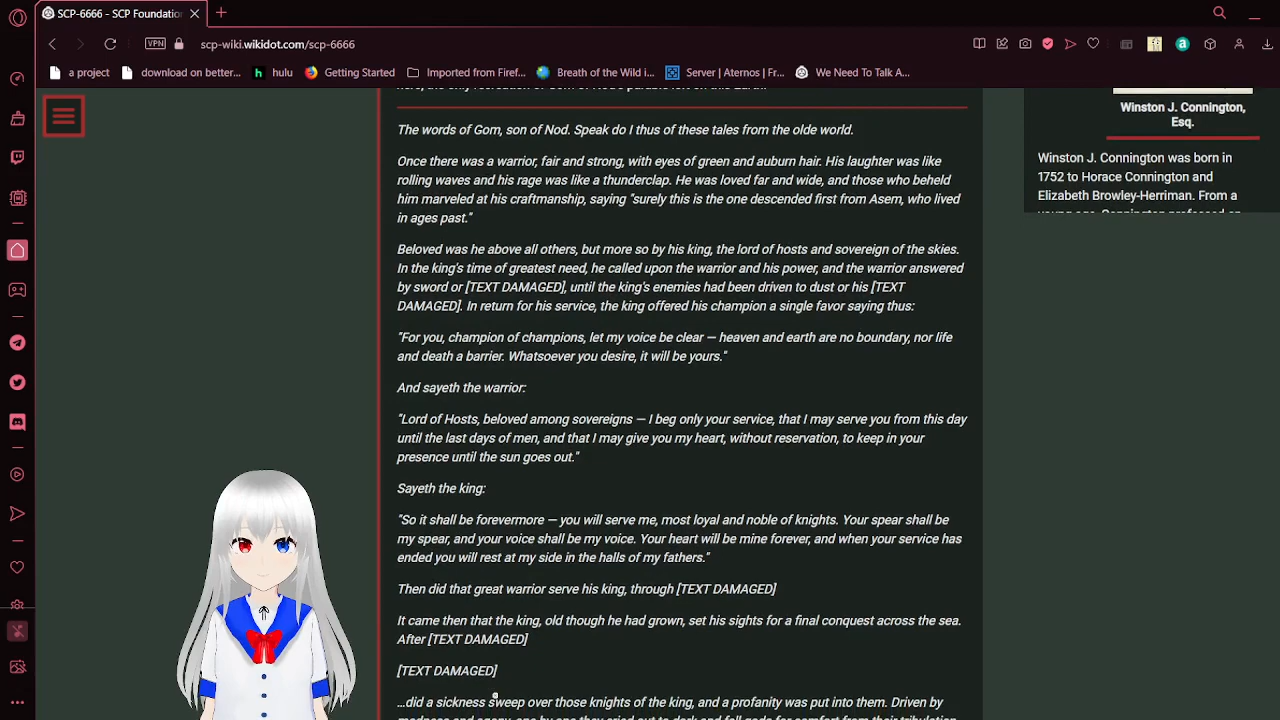 SCP-6666 - SCP Foundatio
scp-wiki.wikidot.com/scp-6666
VPN
a project
download on better...
hulu
Getting Started
Imported from Firef...
Breath of the Wild i...
Server | Aternos | Fr...
We Need To Talk A...
The words of Gom, son of Nod. Speak do I thus of these tales from the olde world.
Once there was a warrior, fair and strong, with eyes of green and auburn hair. His laughter was like
rolling waves and his rage was like a thunderclap. He was loved far and wide, and those who beheld
him marveled at his craftmanship, saying "surely this is the one descended first from Asem, who lived
in ages past."
Beloved was he above all others, but more so by his king, the lord of hosts and sovereign of the skies.
In the king's time of greatest need, he called upon the warrior and his power, and the warrior answered
by sword or [TEXT DAMAGED], until the king's enemies had been driven to dust or his [TEXT
DAMAGED]. In return for his service, the king offered his champion a single favor saying thus:
"For you, champion of champions, let my voice be clear — heaven and earth are no boundary, nor life
and death a barrier. Whatsoever you desire, it will be yours."
And sayeth the warrior:
"Lord of Hosts, beloved among sovereigns — I beg only your service, that I may serve you from this day
until the last days of men, and that I may give you my heart, without reservation, to keep in your
presence until the sun goes out."
Sayeth the king:
"So it shall be forevermore — you will serve me, most loyal and noble of knights. Your spear shall be
my spear, and your voice shall be my voice. Your heart will be mine forever, and when your service has
ended you will rest at my side in the halls of my fathers."
Then did that great warrior serve his king, through [TEXT DAMAGED]
It came then that the king, old though he had grown, set his sights for a final conquest across the sea.
After [TEXT DAMAGED]
[TEXT DAMAGED]
...did a sickness sweep over those knights of the king, and a profanity was put into them. Driven by
Winston J. Connington,
Esq.
Winston J. Connington was born in
1752 to Horace Connington and
Elizabeth Browley-Herriman. From a